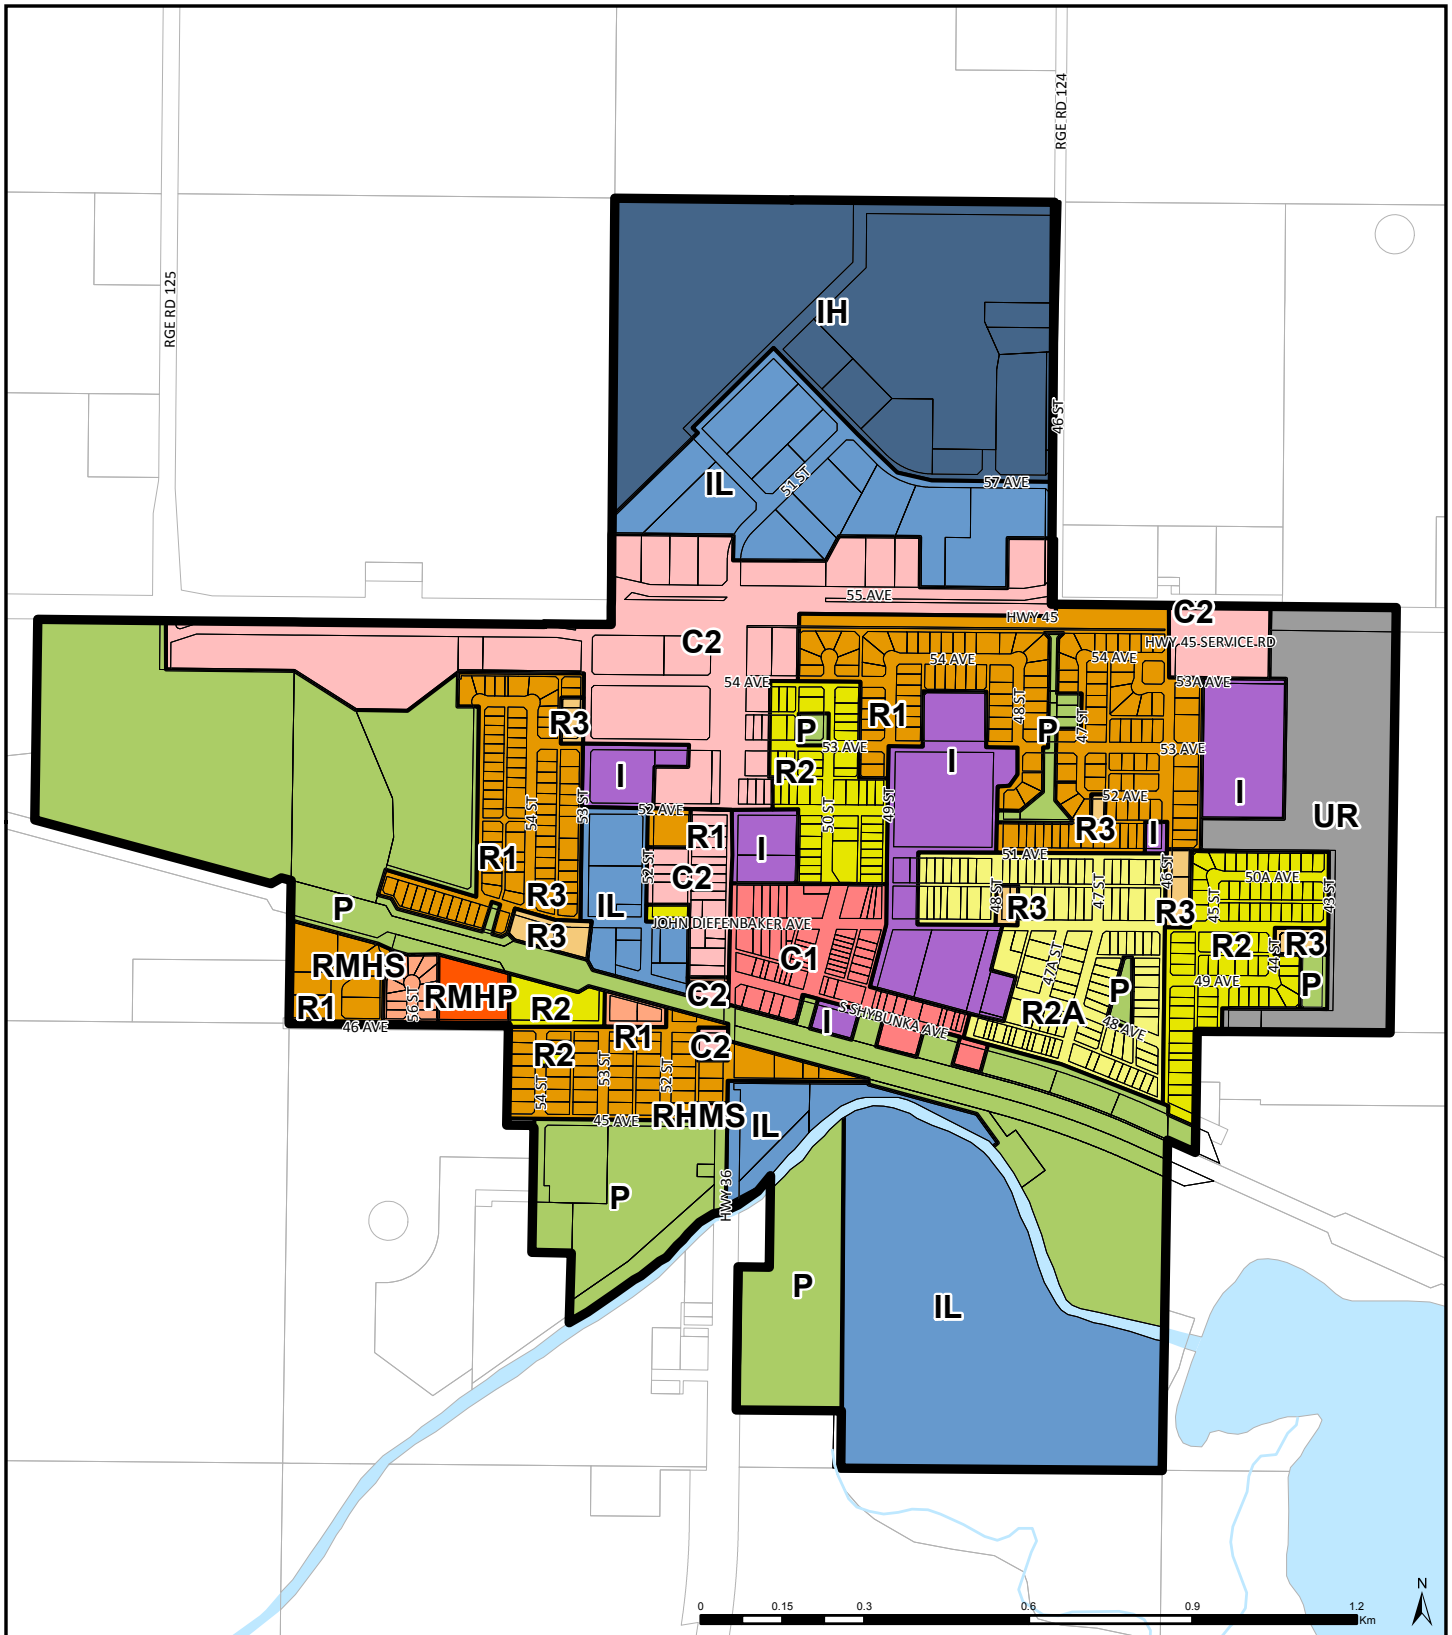 RGE RD 124
RGE RD 125
IH
46 ST
IL
51 ST
57 AVE
55 AVE
HWY 45
C2
HWY 45 SERVICE RD
C2
54 AVE
54 AVE
54 AVE
53A AVE
R3
P
R1
48 ST
P
47 ST
53 AVE
53 AVE
I
R2
I
I
54 ST
53 ST
52 AVE
50 ST
49 ST
52 AVE
UR
R1
R1
I
R3
I
51 AVE
52 ST
C2
46 ST
50A AVE
R3
IL
P
48 ST
R3
47 ST
R3
45 ST
43 ST
JOHN DIEFENBAKER AVE
R3
C1
R2
44 ST
R3
RMHS
47A ST
49 AVE
P
P
56 ST
RMHP
C2
R1
R2
I
S SHYBUNKA AVE
R2A
48 AVE
46 AVE
R1
C2
R2
53 ST
52 ST
54 ST
45 AVE
RHMS
IL
P
HWY 36
P
IL
N
0
0.15
0.3
0.6
0.9
1.2
Km